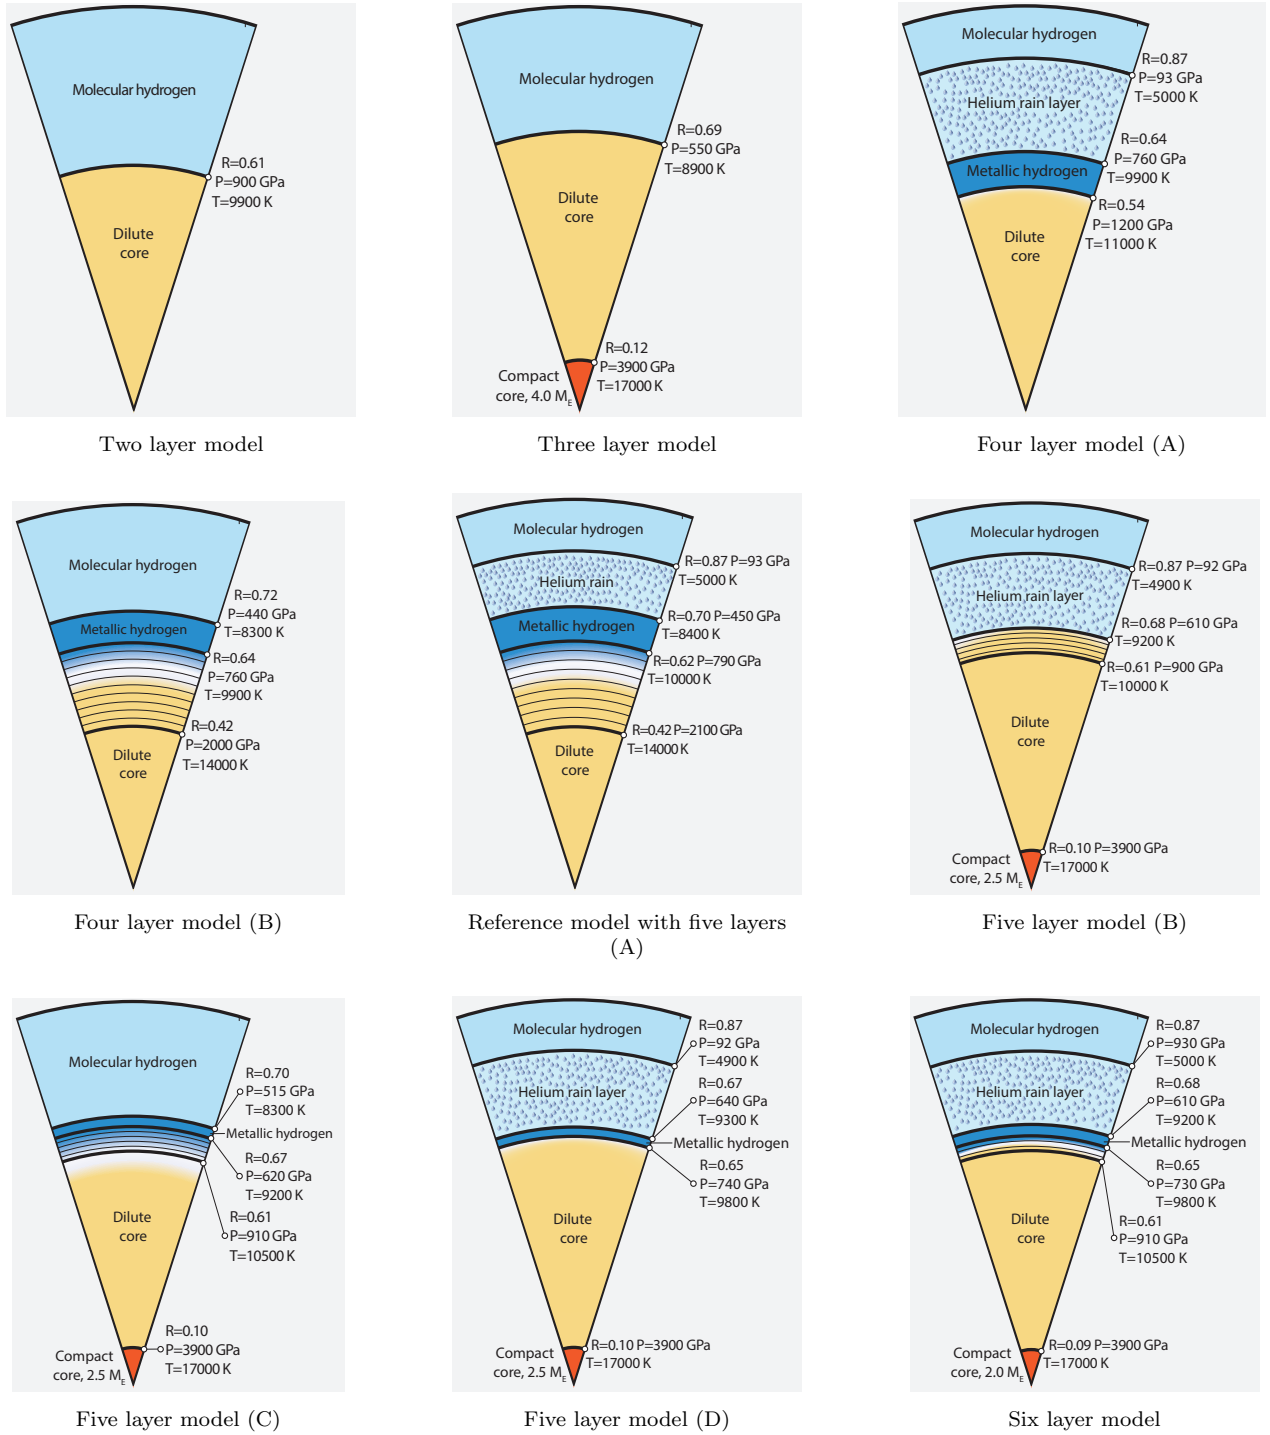 Molecular hydrogen
R=0.61
P=900 GPa
T=9900 K
Dilute
core
Two layer model
Molecular hydrogen
R=0.69
P=550 GPa
T=8900 K
Dilute
core
R=0.12
P=3900 GPa
T=17000 K
Compact
core, 4.0 M_E
Three layer model
Molecular hydrogen
R=0.87
P=93 GPa
T=5000 K
Helium rain layer
R=0.64
P=760 GPa
T=9900 K
Metallic hydrogen
R=0.54
P=1200 GPa
T=11000 K
Dilute
core
Four layer model (A)
Molecular hydrogen
R=0.72
P=440 GPa
T=8300 K
Metallic hydrogen
R=0.64
P=760 GPa
T=9900 K
R=0.42
P=2000 GPa
T=14000 K
Dilute
core
Four layer model (B)
Molecular hydrogen
R=0.87 P=93 GPa
T=5000 K
Helium rain
R=0.70 P=450 GPa
T=8400 K
Metallic hydrogen
R=0.62 P=790 GPa
T=10000 K
R=0.42 P=2100 GPa
T=14000 K
Dilute
core
Reference model with five layers
(A)
Molecular hydrogen
R=0.87 P=92 GPa
T=4900 K
Helium rain layer
R=0.68 P=610 GPa
T=9200 K
R=0.61 P=900 GPa
T=10000 K
Dilute
core
R=0.10 P=3900 GPa
T=17000 K
Compact
core, 2.5 M_E
Five layer model (B)
Molecular hydrogen
R=0.70
P=515 GPa
T=8300 K
Metallic hydrogen
R=0.67
P=620 GPa
T=9200 K
R=0.61
P=910 GPa
T=10500 K
Dilute
core
R=0.10
P=3900 GPa
T=17000 K
Compact
core, 2.5 M_E
Five layer model (C)
Molecular hydrogen
R=0.87
P=92 GPa
T=4900 K
Helium rain layer
R=0.67
P=640 GPa
T=9300 K
Metallic hydrogen
R=0.65
P=740 GPa
T=9800 K
Dilute
core
R=0.10 P=3900 GPa
T=17000 K
Compact
core, 2.5 M_E
Five layer model (D)
Molecular hydrogen
R=0.87
P=930 GPa
T=5000 K
Helium rain layer
R=0.68
P=610 GPa
T=9200 K
Metallic hydrogen
R=0.65
P=730 GPa
T=9800 K
R=0.61
P=910 GPa
T=10500 K
Dilute
core
R=0.09 P=3900 GPa
T=17000 K
Compact
core, 2.0 M_E
Six layer model